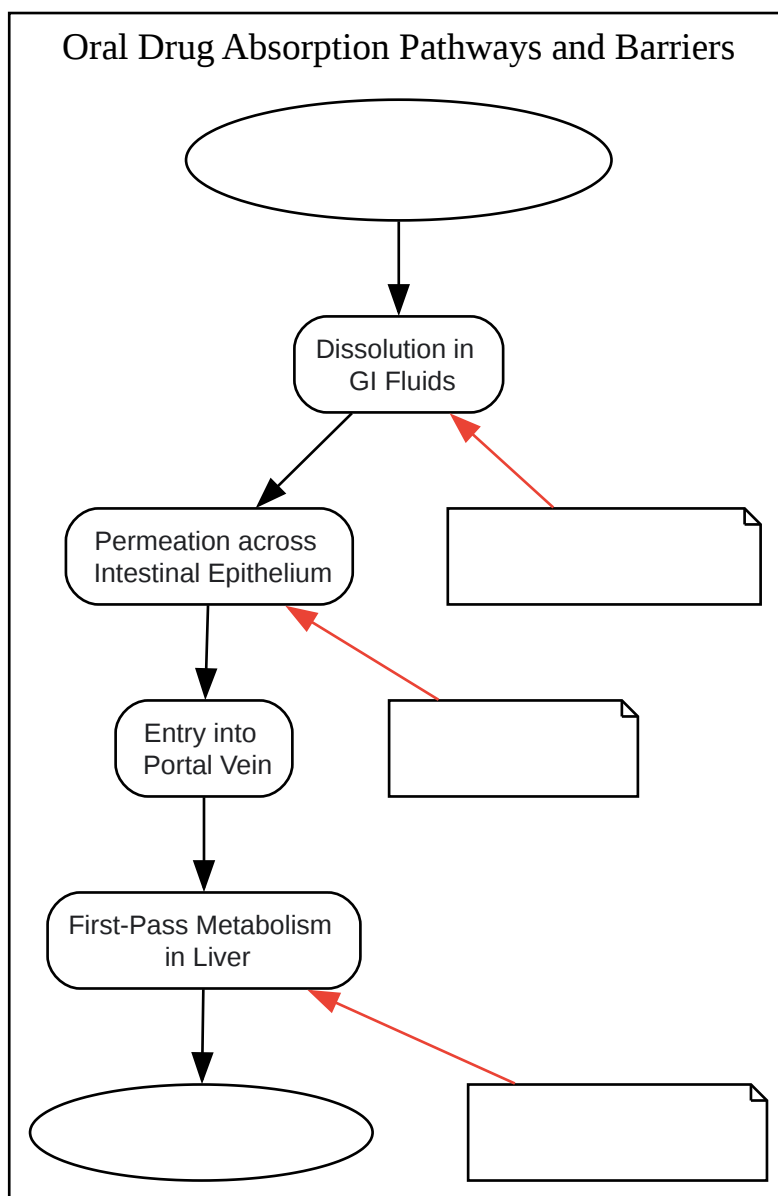 Oral Drug Absorption Pathways and Barriers
Dissolution in
GI Fluids
Permeation across
Intestinal Epithelium
Entry into
Portal Vein
First-Pass Metabolism
in Liver